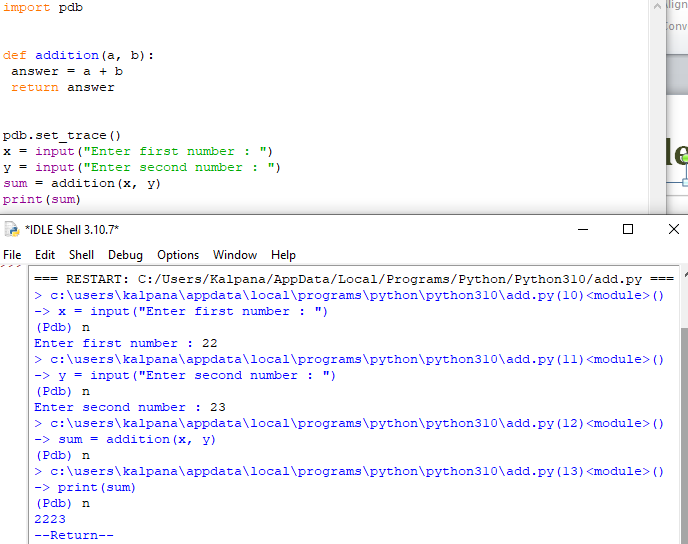 import pdb
def addition(a, b):
answer = a + b
return answer
pdb.set_trace()
x = input("Enter first number : ")
y = input("Enter second number : ")
sum = addition(x, y)
print(sum)
*IDLE Shell 3.10.7*
File Edit Shell Debug Options Window Help
=== RESTART: C:/Users/Kalpana/AppData/Local/Programs/Python/Python310/add.py ===
> c:\users\kalpana\appdata\local\programs\python\python310\add.py(10)<module>()
-> x = input("Enter first number : ")
(Pdb) n
Enter first number : 22
> c:\users\kalpana\appdata\local\programs\python\python310\add.py(11)<module>()
-> y = input("Enter second number : ")
(Pdb) n
Enter second number : 23
> c:\users\kalpana\appdata\local\programs\python\python310\add.py(12)<module>()
-> sum = addition(x, y)
(Pdb) n
> c:\users\kalpana\appdata\local\programs\python\python310\add.py(13)<module>()
-> print(sum)
(Pdb) n
2223
--Return--